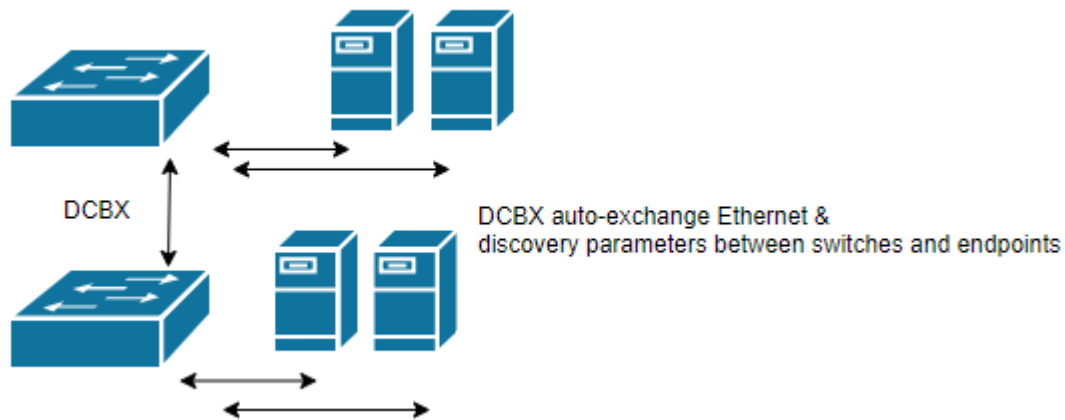 DCBX
DCBX auto-exchange Ethernet &
discovery parameters between switches and endpoints